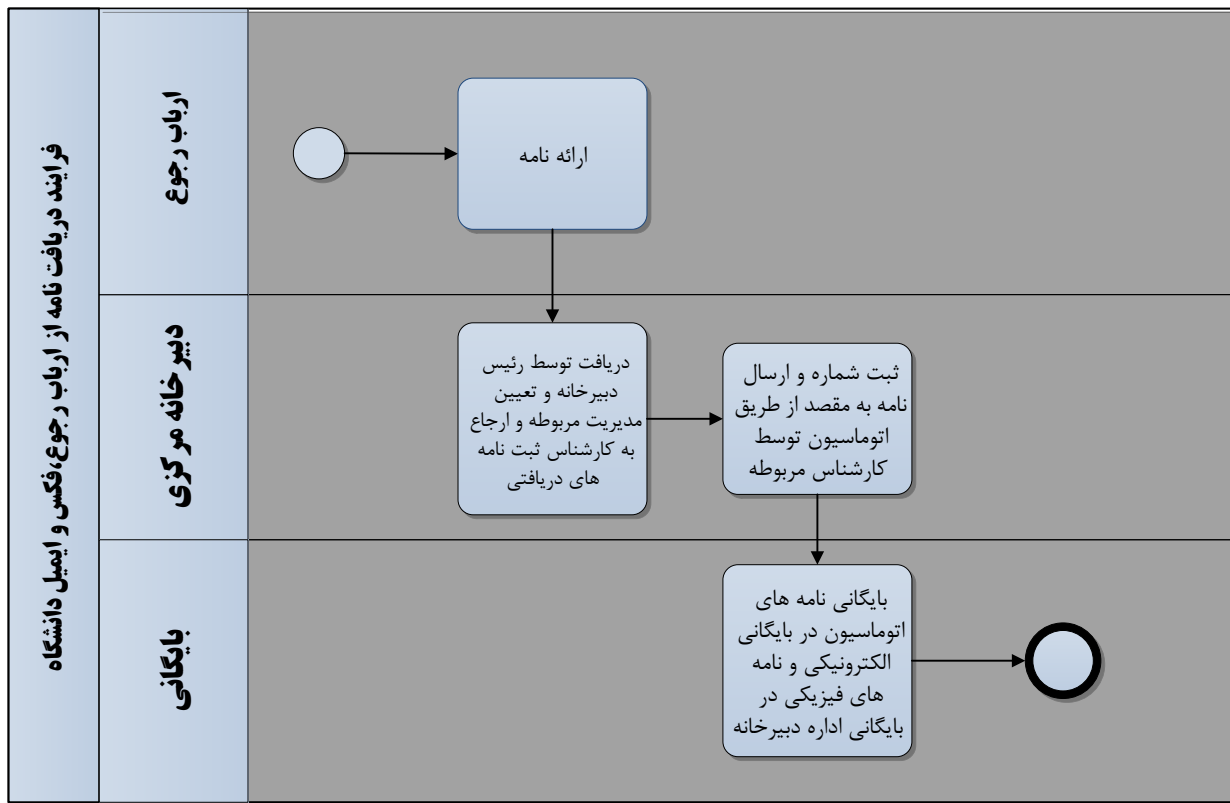 فرایند دریافت نامه از ارباب رجوع،فکس و ایمیل دانشگاه
ارباب رجوع
ارائه نامه
دبیرخانه مرکزی
دریافت توسط رئیس
دبیرخانه و تعیین
مدیریت مربوطه و ارجاع
به کارشناس ثبت نامه
های دریافتی
ثبت شماره و ارسال
نامه به مقصد از طریق
اتوماسیون توسط
کارشناس مربوطه
بایگانی
بایگانی نامه های
اتوماسیون در بایگانی
الکترونیکی و نامه
های فیزیکی در
بایگانی اداره دبیرخانه